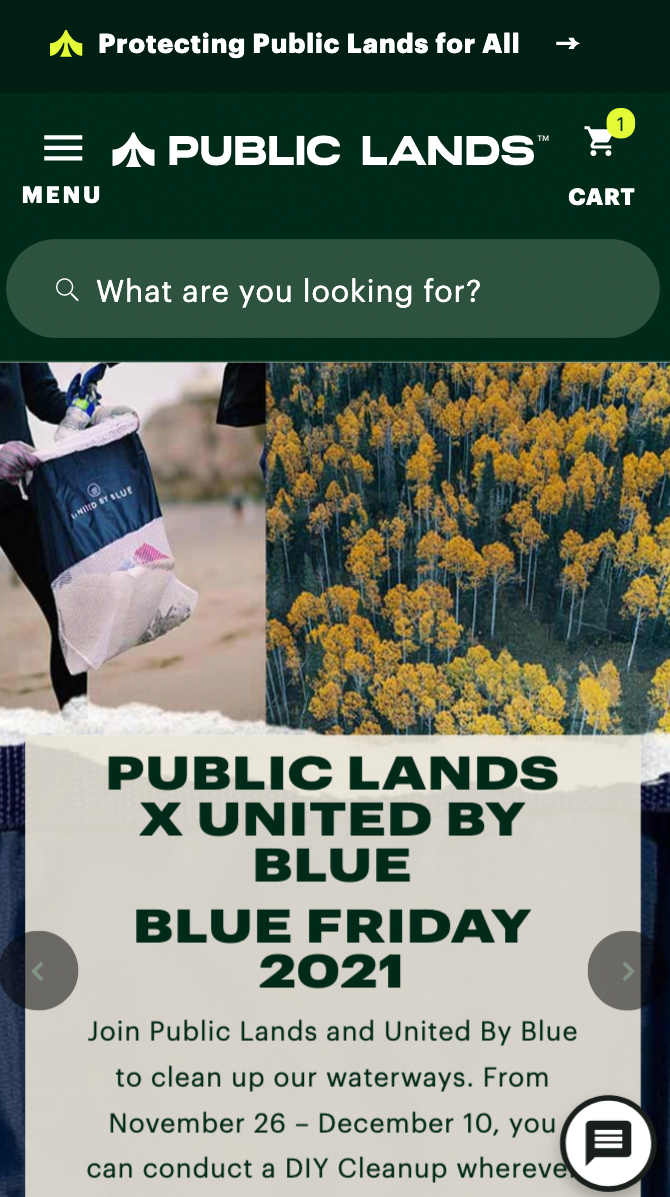 Protecting Public Lands for All →
1
PUBLIC LANDS™
MENU
CART
What are you looking for?
UNITED BY BLUE
PUBLIC LANDS
X UNITED BY
BLUE
BLUE FRIDAY
2021
Join Public Lands and United By Blue
to clean up our waterways. From
November 26 – December 10, you
can conduct a DIY Cleanup wherever